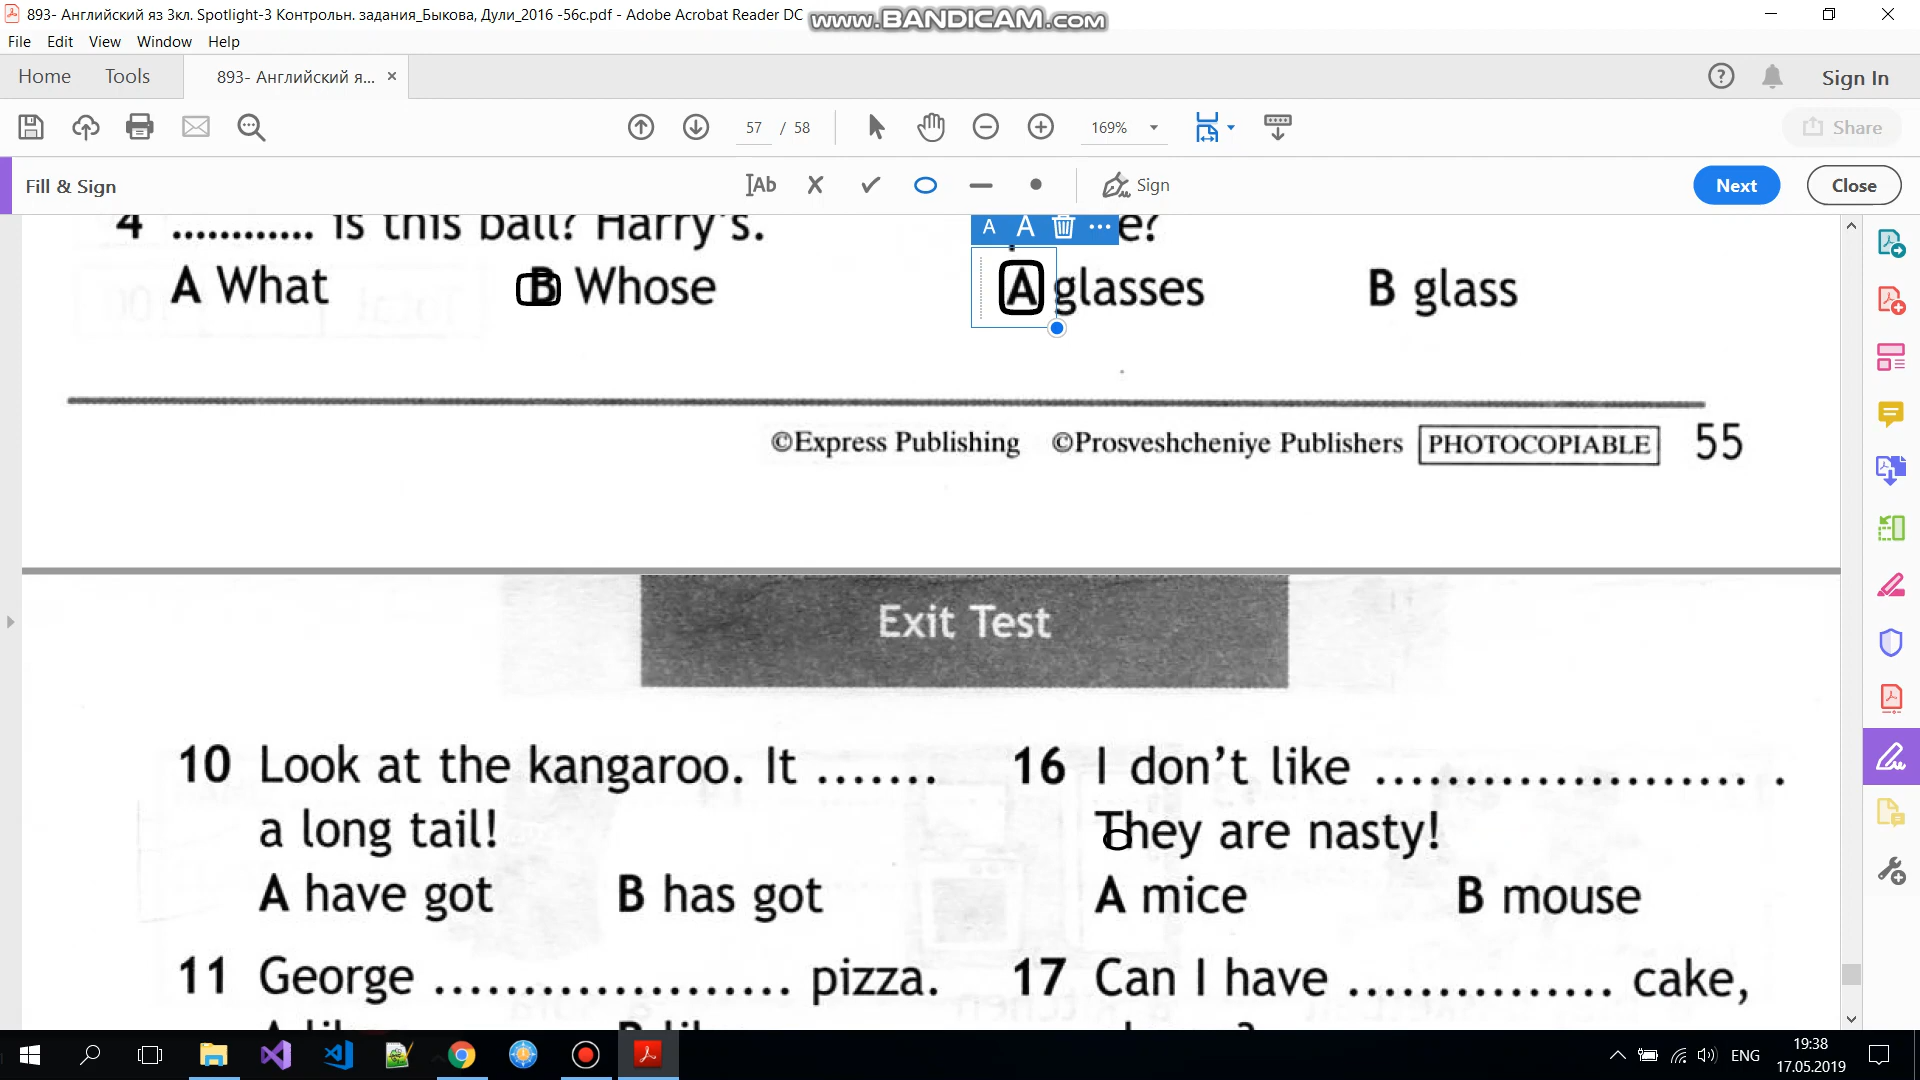 893- Английский яз 3кл. Spotlight-3 Контрольн. задания_Быкова, Дули_2016 -56с.pdf - Adobe Acrobat Reader DC
www.BANDICAM.com
File Edit View Window Help
Home Tools 893- Английский я... × Sign In
57 / 58 169% Share
Fill & Sign Ab Sign Next Close
4 ............ is this ball? Harry's.
A What B Whose
A A ... e?
A glasses B glass
©Express Publishing ©Prosveshcheniye Publishers PHOTOCOPIABLE 55
Exit Test
10 Look at the kangaroo. It .......
a long tail!
A have got B has got
11 George .................... pizza.
16 I don't like ..................... .
They are nasty!
A mice B mouse
17 Can I have ............... cake,
ENG 19:38
17.05.2019